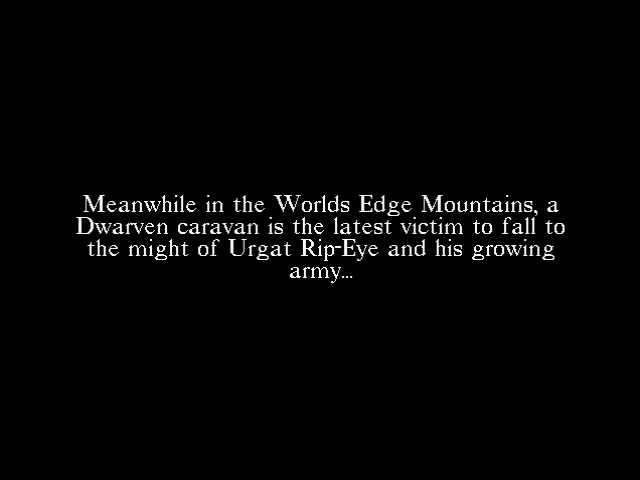 Meanwhile in the Worlds Edge Mountains, a
Dwarven caravan is the latest victim to fall to
the might of Urgat Rip-Eye and his growing
army...